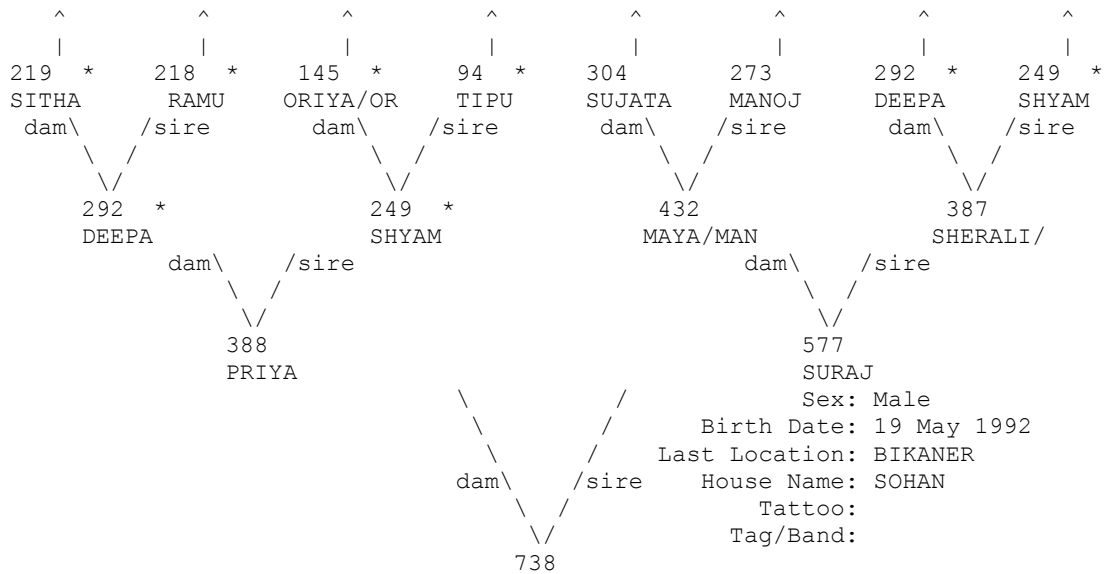 ^ ^ ^ ^ ^ ^ ^ ^
| | | | | | | |
219 * 218 * 145 * 94 * 304 273 292 * 249 *
SITHA RAMU ORIYA/OR TIPU SUJATA MANOJ DEEPA SHYAM
dam\ /sire dam\ /sire dam\ /sire dam\ /sire
\ / \ / \ / \ /
\/ \/ \/ \/
292 * 249 * 432 387
DEEPA SHYAM MAYA/MAN SHERALI/
dam\ /sire dam\ /sire
\ / \ /
\/ \/
388 577
PRIYA SURAJ
\ / Sex: Male
\ / Birth Date: 19 May 1992
\ / Last Location: BIKANER
dam\ /sire House Name: SOHAN
\ / Tattoo:
\/ Tag/Band:
738